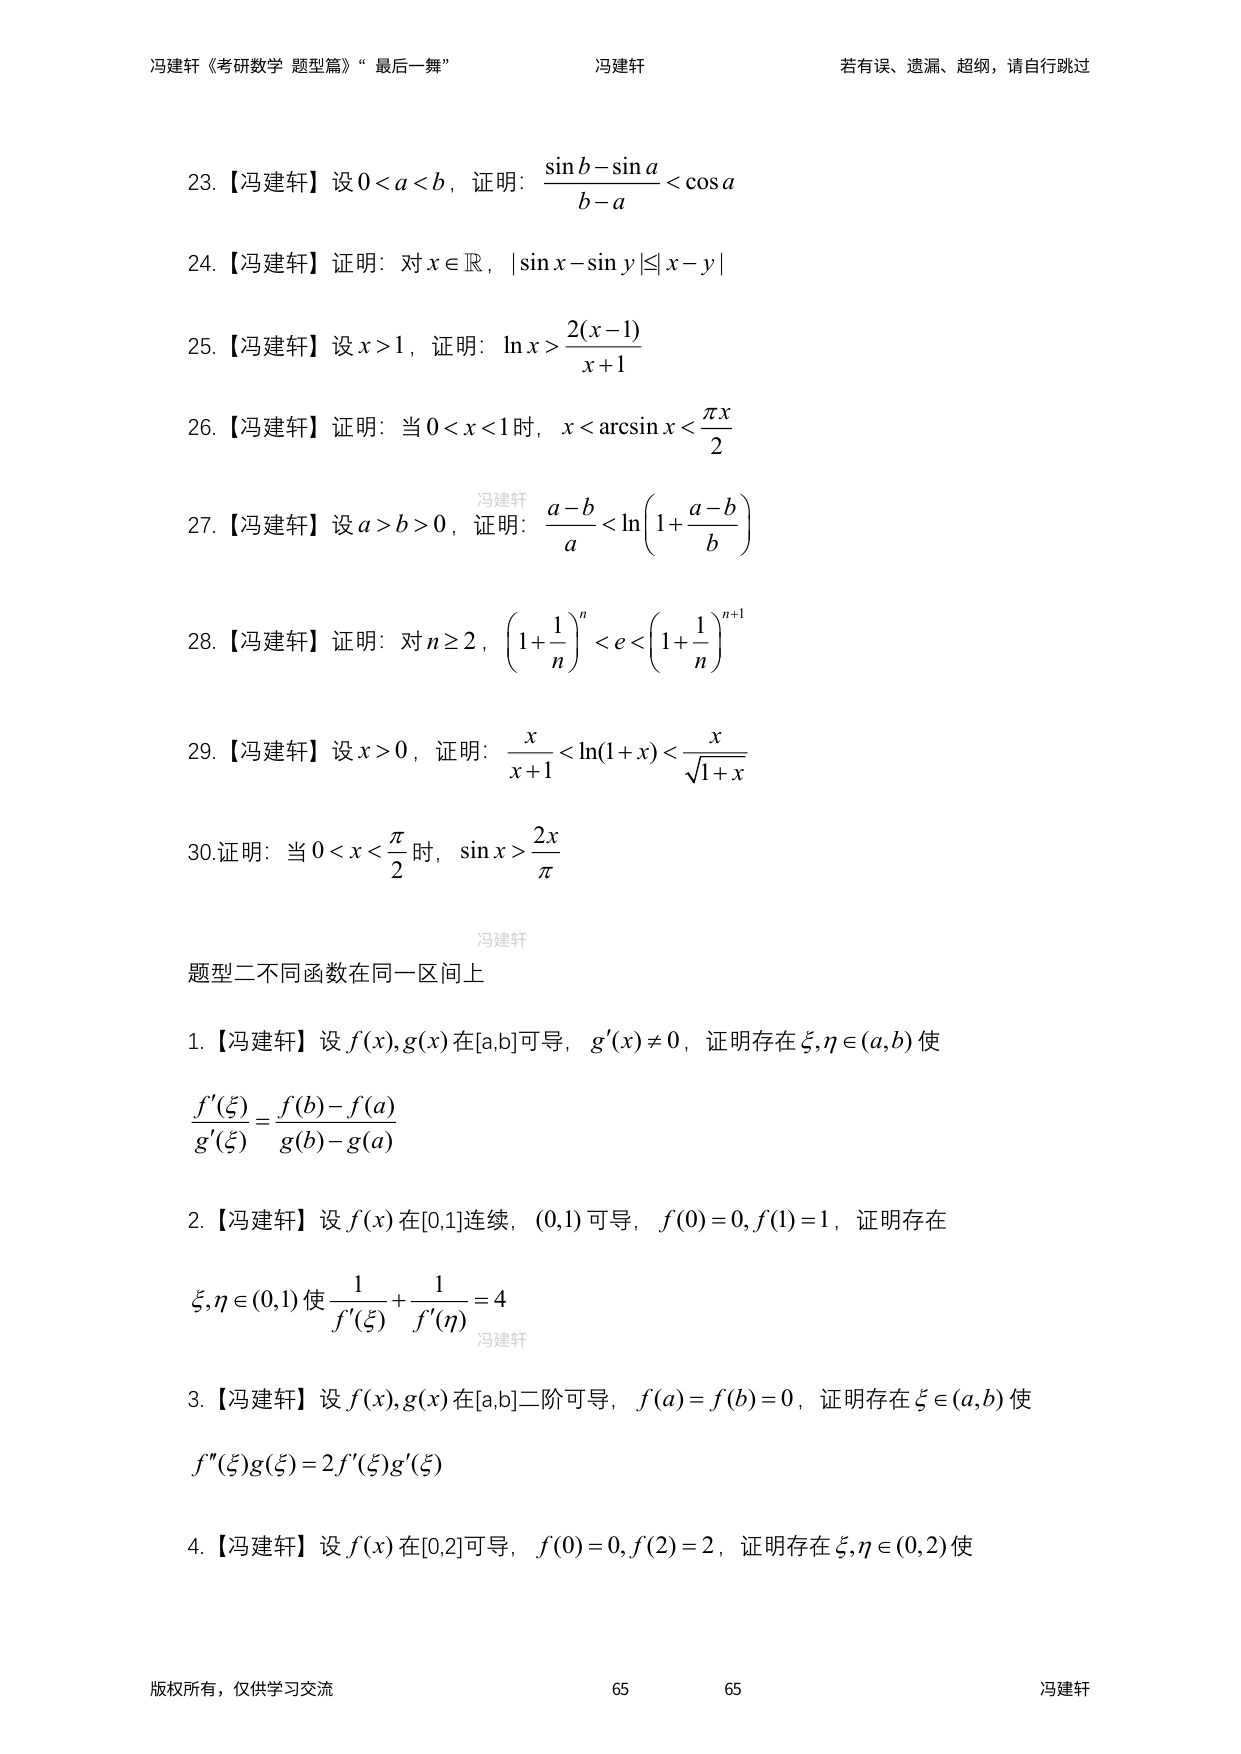 冯建轩《考研数学 题型篇》“ 最后一舞” 冯建轩 若有误、遗漏、超纲，请自行跳过
23.【冯建轩】设 0 < a < b，证明：(sin b − sin a)/(b − a) < cos a
24.【冯建轩】证明：对 x ∈ ℝ，| sin x − sin y |≤| x − y |
25.【冯建轩】设 x > 1，证明：ln x > 2(x − 1)/(x + 1)
26.【冯建轩】证明：当 0 < x < 1 时，x < arcsin x < πx/2
冯建轩
27.【冯建轩】设 a > b > 0，证明：(a − b)/a < ln(1 + (a − b)/b)
28.【冯建轩】证明：对 n ≥ 2，(1 + 1/n)^n < e < (1 + 1/n)^(n+1)
29.【冯建轩】设 x > 0，证明：x/(x + 1) < ln(1 + x) < x/√(1 + x)
30.证明：当 0 < x < π/2 时，sin x > 2x/π
冯建轩
题型二不同函数在同一区间上
1.【冯建轩】设 f(x), g(x) 在[a,b]可导，g′(x) ≠ 0，证明存在 ξ,η ∈ (a,b) 使
f′(ξ)/g′(ξ) = (f(b) − f(a))/(g(b) − g(a))
2.【冯建轩】设 f(x) 在[0,1]连续，(0,1) 可导，f(0) = 0, f(1) = 1，证明存在
ξ,η ∈ (0,1) 使 1/f′(ξ) + 1/f′(η) = 4
冯建轩
3.【冯建轩】设 f(x), g(x) 在[a,b]二阶可导，f(a) = f(b) = 0，证明存在 ξ ∈ (a,b) 使
f″(ξ)g(ξ) = 2f′(ξ)g′(ξ)
4.【冯建轩】设 f(x) 在[0,2]可导，f(0) = 0, f(2) = 2，证明存在 ξ,η ∈ (0,2) 使
版权所有，仅供学习交流 65 65 冯建轩